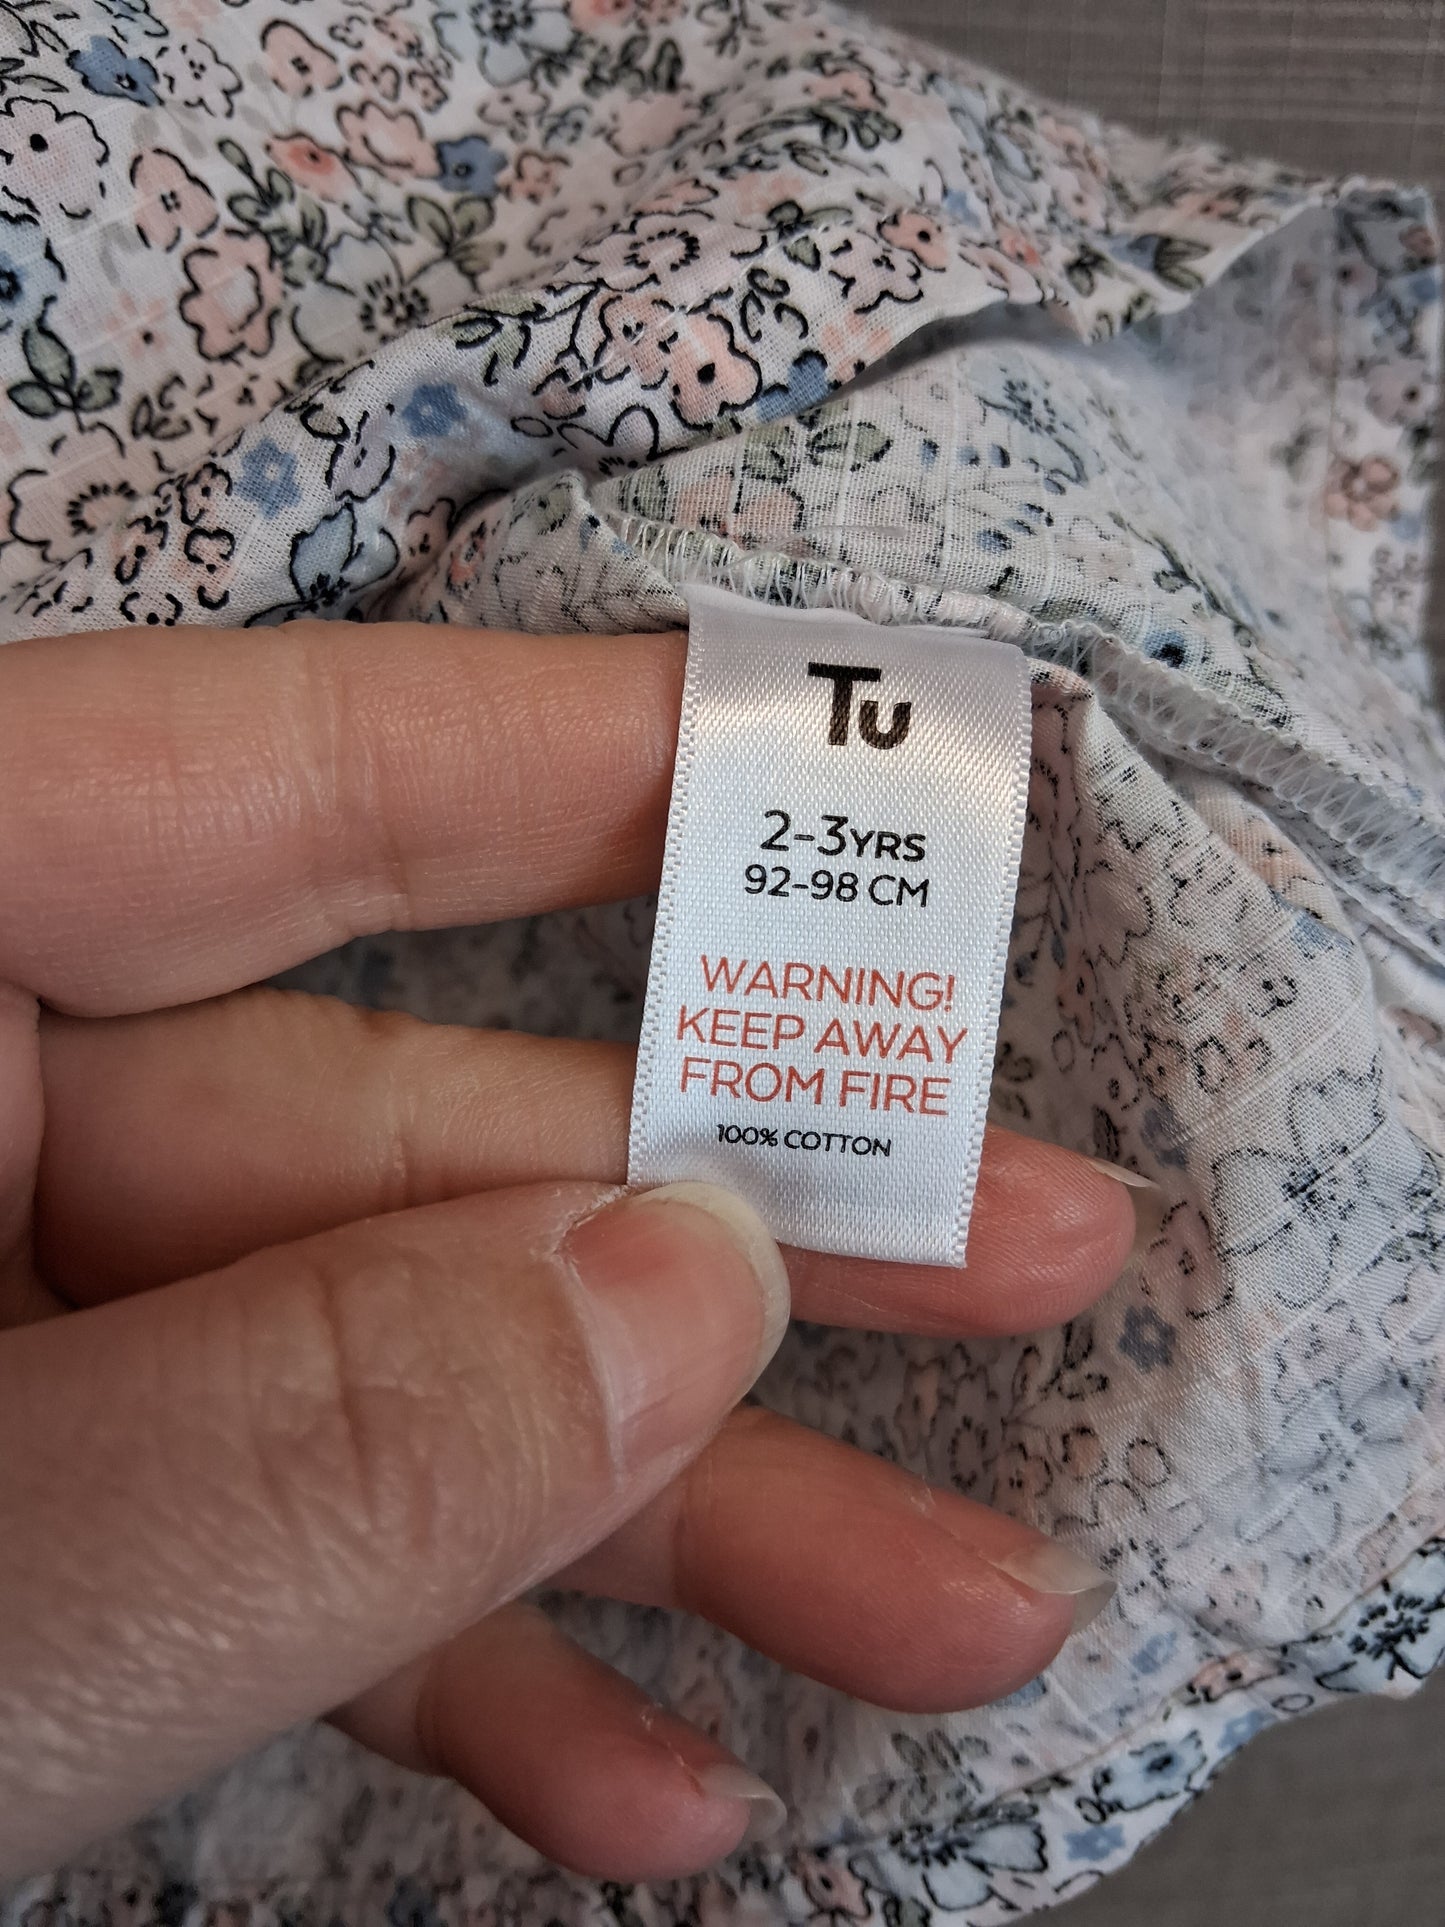 Tu
2-3YRS
92-98 CM
WARNING!
KEEP AWAY
FROM FIRE
100% COTTON